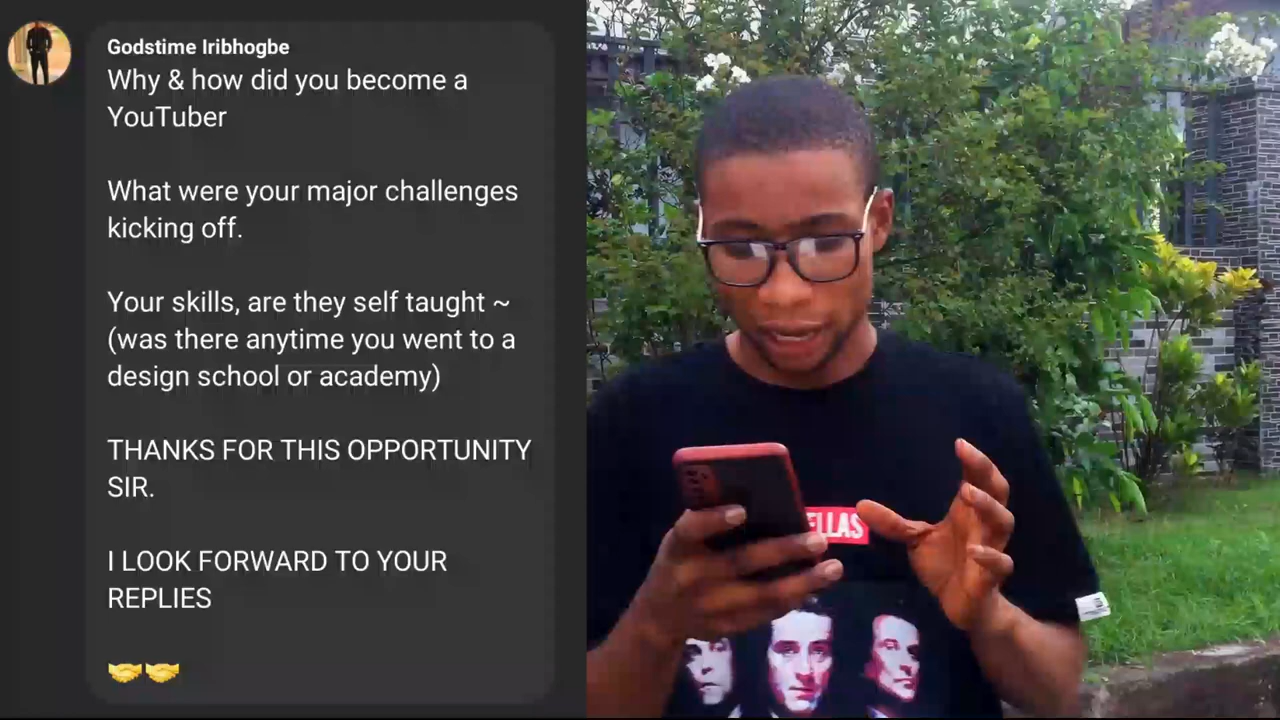 Godstime Iribhogbe
Why & how did you become a
YouTuber
What were your major challenges
kicking off.
Your skills, are they self taught ~
(was there anytime you went to a
design school or academy)
THANKS FOR THIS OPPORTUNITY
SIR.
I LOOK FORWARD TO YOUR
REPLIES
🤝🤝